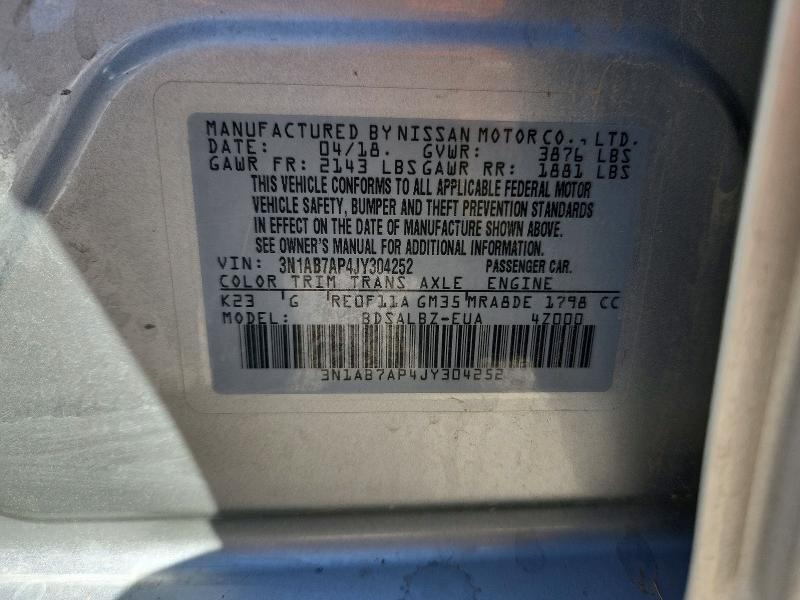 MANUFACTURED BY NISSAN MOTOR CO., LTD.
DATE: 04/18. GVWR: 3876 LBS
GAWR FR: 2143 LBS GAWR RR: 1881 LBS
THIS VEHICLE CONFORMS TO ALL APPLICABLE FEDERAL MOTOR
VEHICLE SAFETY, BUMPER AND THEFT PREVENTION STANDARDS
IN EFFECT ON THE DATE OF MANUFACTURE SHOWN ABOVE.
SEE OWNER'S MANUAL FOR ADDITIONAL INFORMATION.
VIN: 3N1AB7AP4JY304252 PASSENGER CAR.
COLOR TRIM TRANS AXLE ENGINE
K23 G RE0F11A GM35 MRA8DE 1798 CC
MODEL: BDSALBZ-EUA 4Z000
3N1AB7AP4JY304252